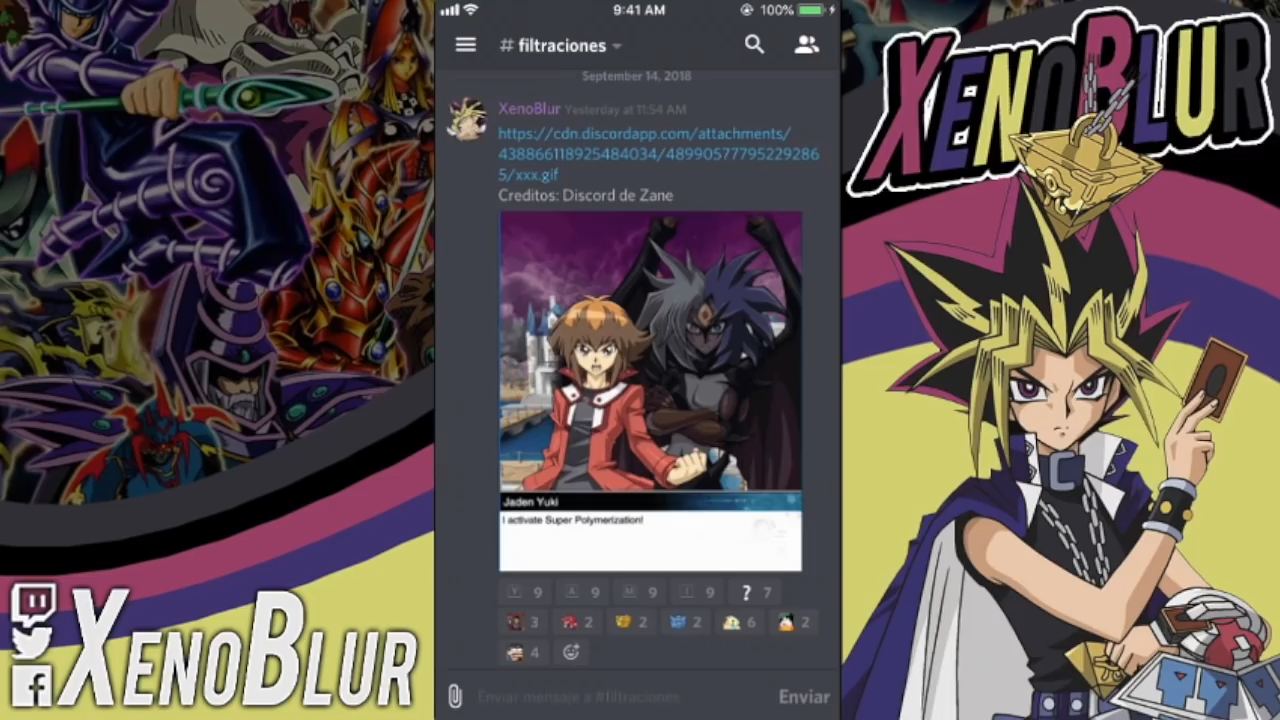 9:41 AM
100%
# filtraciones
September 14, 2018
XenoBlur Yesterday at 11:54 AM
https://cdn.discordapp.com/attachments/
438866118925484034/48990577795229286
5/xxx.gif
Creditos: Discord de Zane
Jaden Yuki
I activate Super Polymerization!
Y 9 A 9 M 9 I 9 ? 7
3 2 2 2 6 2
4
Enviar mensaje a #filtraciones
Enviar
XENOBLUR
XENOBLUR